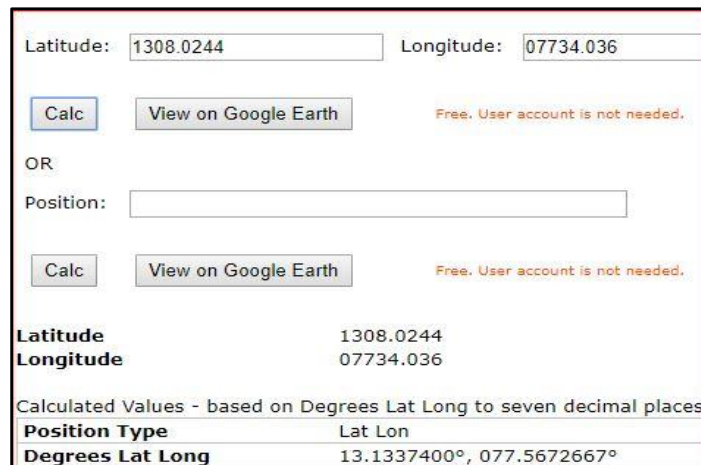 Latitude: 1308.0244 Longitude: 07734.036
Calc View on Google Earth Free. User account is not needed.
OR
Position:
Calc View on Google Earth Free. User account is not needed.
Latitude 1308.0244
Longitude 07734.036
Calculated Values - based on Degrees Lat Long to seven decimal places
Position Type Lat Lon
Degrees Lat Long 13.1337400°, 077.5672667°